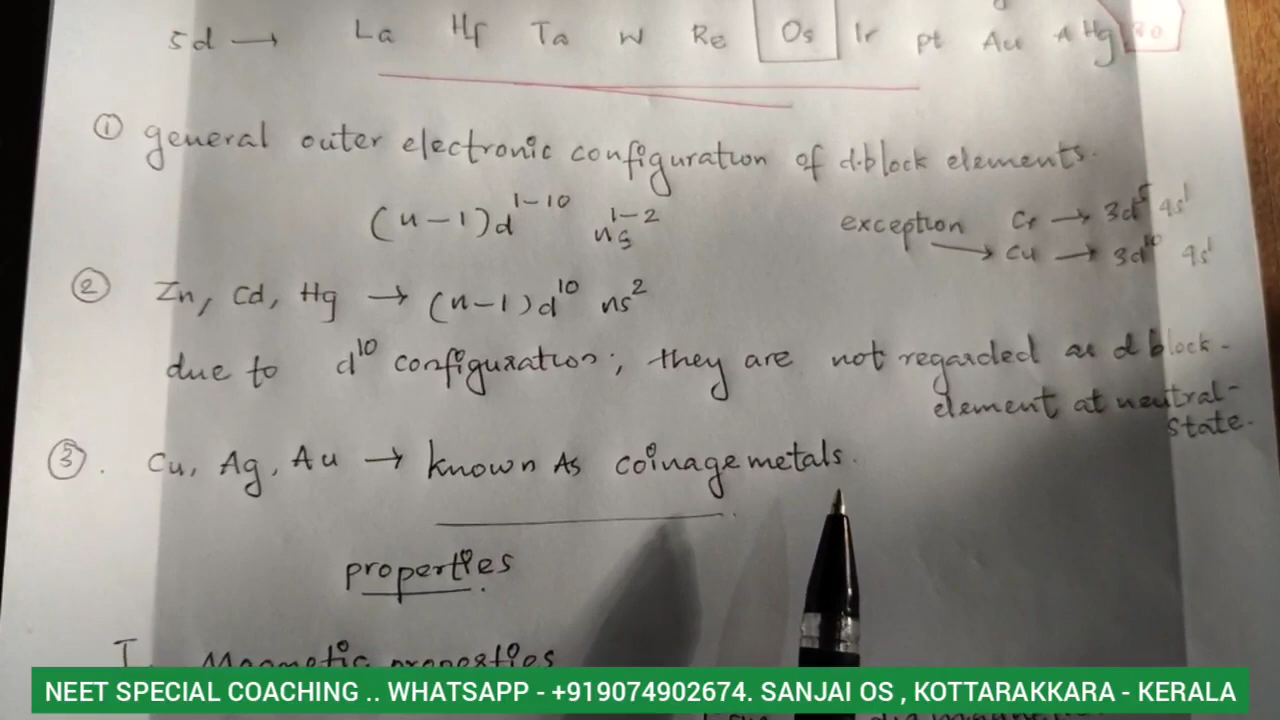 5d → La Hf Ta W Re Os Ir pt Au Hg 80
① general outer electronic configuration of d-block elements.
(n-1)d¹⁻¹⁰ ns¹⁻²
exception Cr → 3d⁵ 4s¹
→ Cu → 3d¹⁰ 4s¹
② Zn, Cd, Hg → (n-1)d¹⁰ ns²
due to d¹⁰ configuration; they are not regarded as d block-
element at neutral-
state.
③. Cu, Ag, Au → known As coinage metals.
properties.
I. Magnetic properties
NEET SPECIAL COACHING .. WHATSAPP - +919074902674. SANJAI OS , KOTTARAKKARA - KERALA